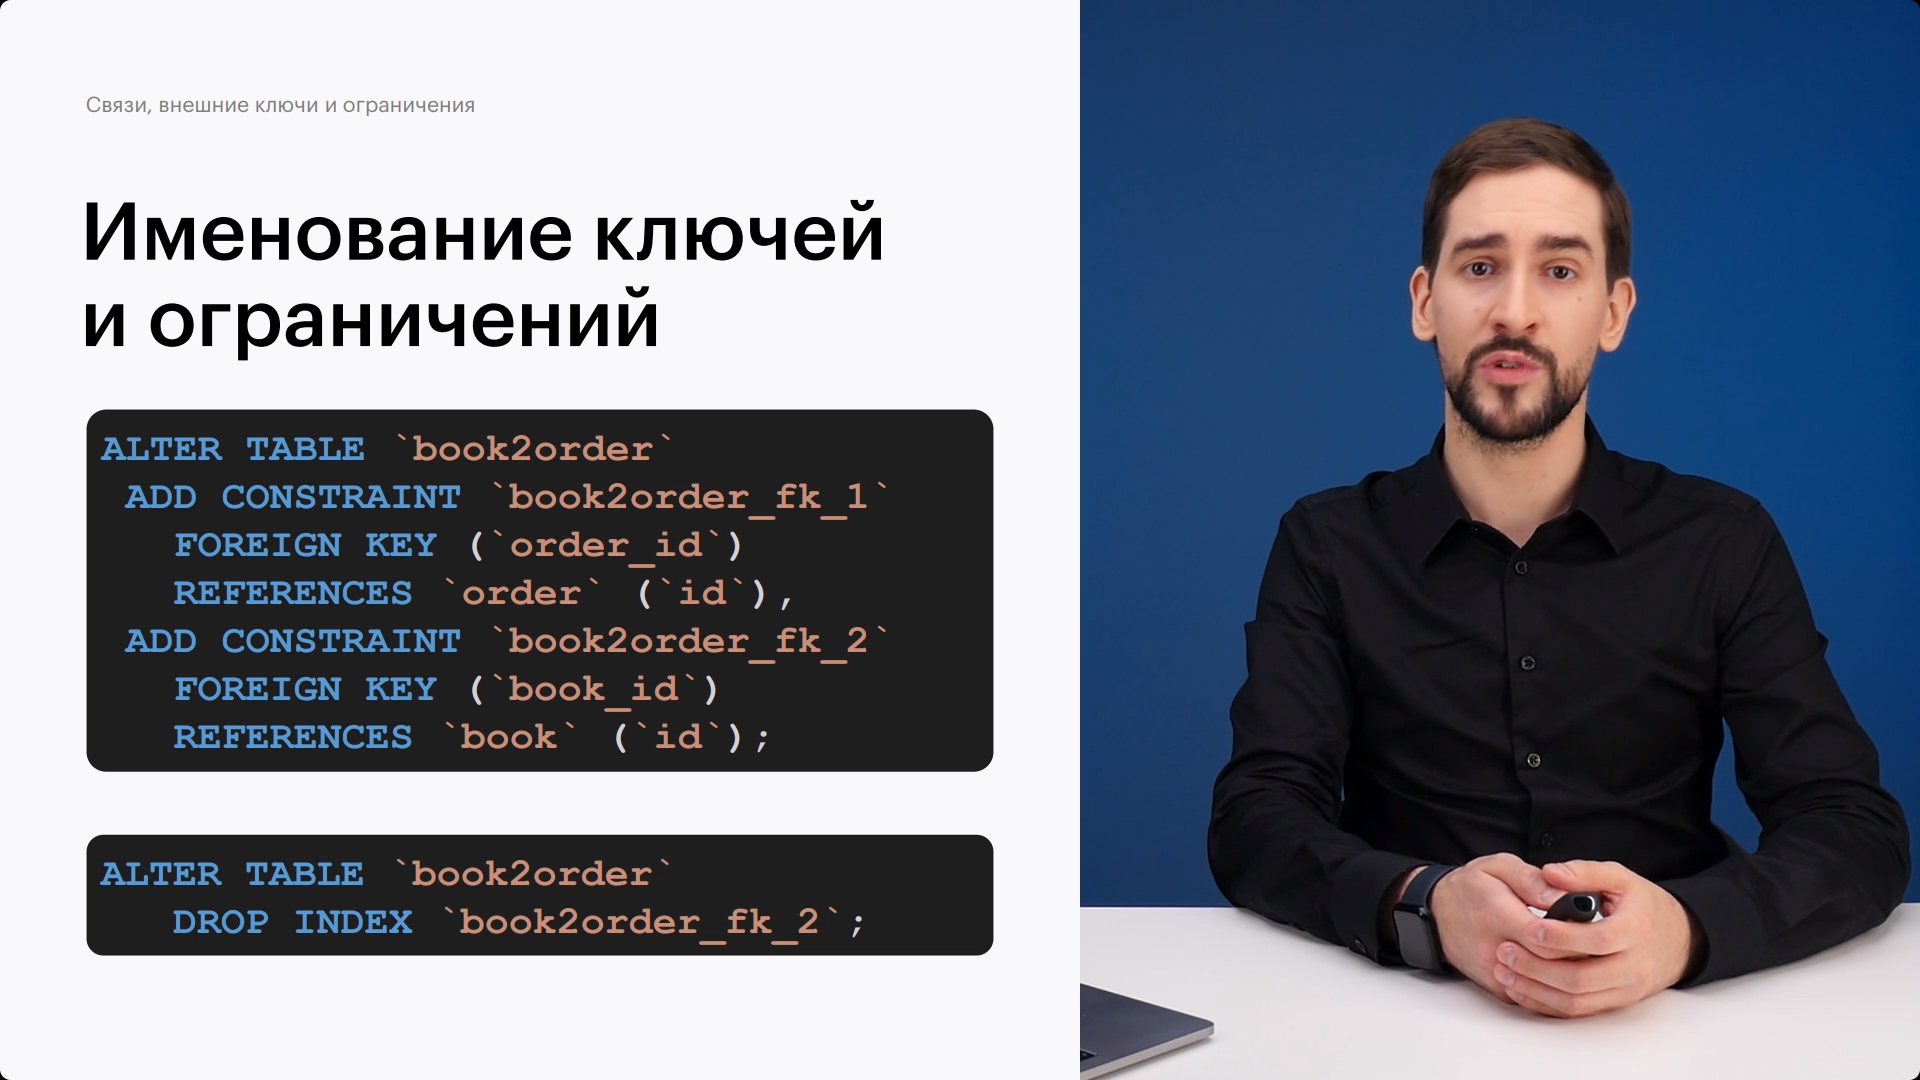 Связи, внешние ключи и ограничения
Именование ключей
и ограничений
ALTER TABLE `book2order`
ADD CONSTRAINT `book2order_fk_1`
FOREIGN KEY (`order_id`)
REFERENCES `order` (`id`),
ADD CONSTRAINT `book2order_fk_2`
FOREIGN KEY (`book_id`)
REFERENCES `book` (`id`);
ALTER TABLE `book2order`
DROP INDEX `book2order_fk_2`;